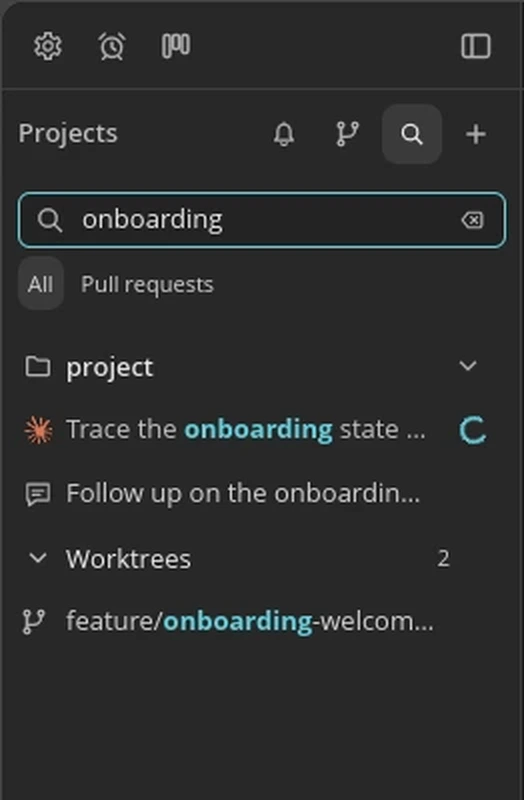 Projects
onboarding
All Pull requests
project
Trace the onboarding state ...
Follow up on the onboardin...
Worktrees 2
feature/onboarding-welcom...